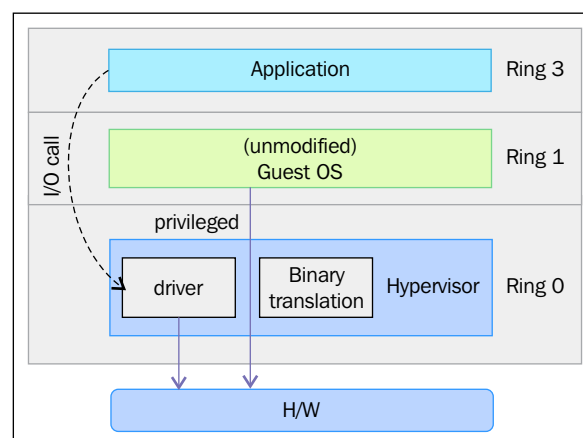 Application
Ring 3
I/O call
(unmodified)
Guest OS
Ring 1
privileged
driver
Binary
translation
Hypervisor
Ring 0
H/W